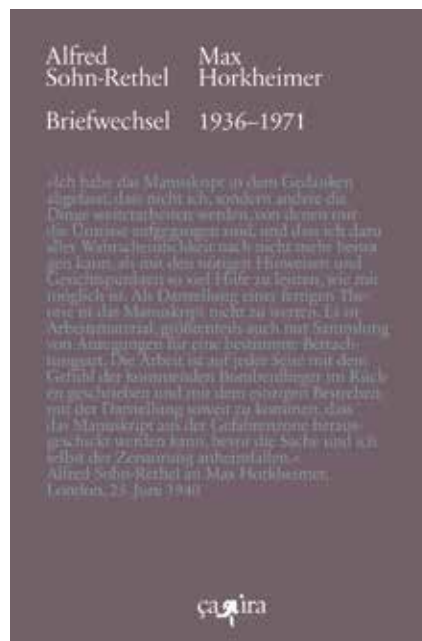 Alfred Max
Sohn-Rethel Horkheimer
Briefwechsel 1936–1971
»Ich habe das Manuskript in dem Gedanken
abgefasst, dass nicht ich, sondern andere die
Dinge weiterarbeiten werden, von denen mir
die Umrisse aufgegangen sind, und dass ich dazu
aller Wahrscheinlichkeit nach nicht mehr beitra-
gen kann, als mit den nötigen Hinweisen und
Gesichtspunkten so viel Hilfe zu leisten, wie mir
möglich ist. Als Darstellung einer fertigen The-
orie ist das Manuskript nicht zu werten. Es ist
Arbeitsmaterial, größtenteils auch nur Sammlung
von Anregungen für eine bestimmte Betrach-
tungsart. Die Arbeit ist auf jeder Seite mit dem
Gefühl der kommenden Bombenflieger im Rück-
en geschrieben und mit dem einzigen Bestreben
mit der Darstellung soweit zu kommen, dass
das Manuskript aus der Gefahrenzone heraus-
geschickt werden kann, bevor die Sache und ich
selbst der Zerstörung anheimfallen.«
Alfred Sohn-Rethel an Max Horkheimer,
London, 25. Juni 1940
ça ira